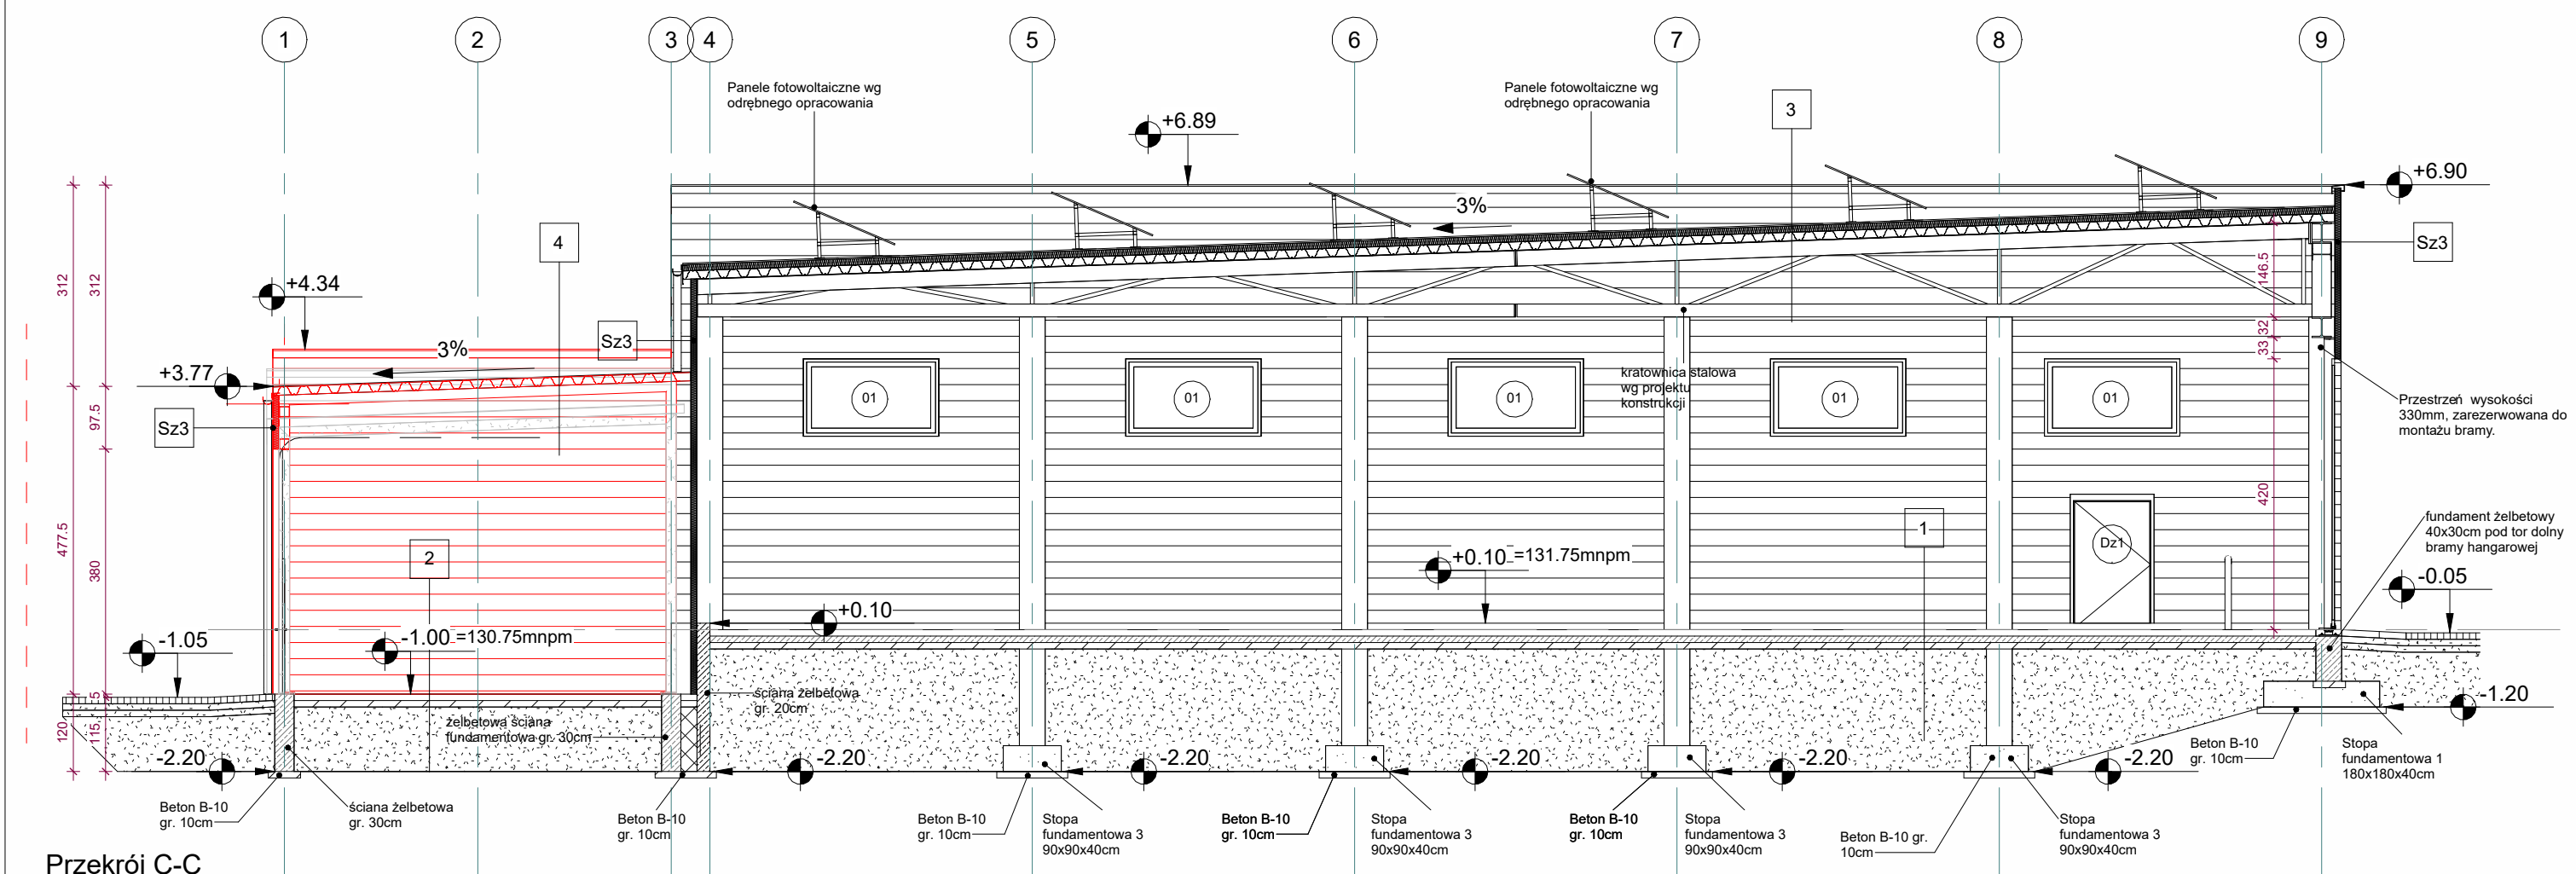 1
2
3
4
5
6
7
8
9
Panele fotowoltaiczne wg
odrębnego opracowania
Panele fotowoltaiczne wg
odrębnego opracowania
3
+6.89
+6.90
3%
Sz3
4
+4.34
312
312
146.5
Sz3
3%
32
33
+3.77
kratownica stalowa
wg projektu
konstrukcji
01
01
01
01
01
Przestrzeń wysokości
330mm, zarezerwowana do
montażu bramy.
97.5
Sz3
420
477.5
380
2
1
fundament żelbetowy
40x30cm pod tor dolny
bramy hangarowej
Dz1
+0.10 =131.75mnpm
-0.05
+0.10
-1.05
-1.00 =130.75mnpm
ściana żelbetowa
gr. 20cm
5
120
115
żelbetowa ściana
fundamentowa gr. 30cm
-1.20
-2.20
-2.20
-2.20
-2.20
-2.20
-2.20
Beton B-10
gr. 10cm
Stopa
fundamentowa 1
180x180x40cm
Beton B-10
gr. 10cm
ściana żelbetowa
gr. 30cm
Beton B-10
gr. 10cm
Beton B-10
gr. 10cm
Stopa
fundamentowa 3
90x90x40cm
Beton B-10
gr. 10cm
Stopa
fundamentowa 3
90x90x40cm
Beton B-10
gr. 10cm
Stopa
fundamentowa 3
90x90x40cm
Beton B-10 gr.
10cm
Stopa
fundamentowa 3
90x90x40cm
Przekrój C-C